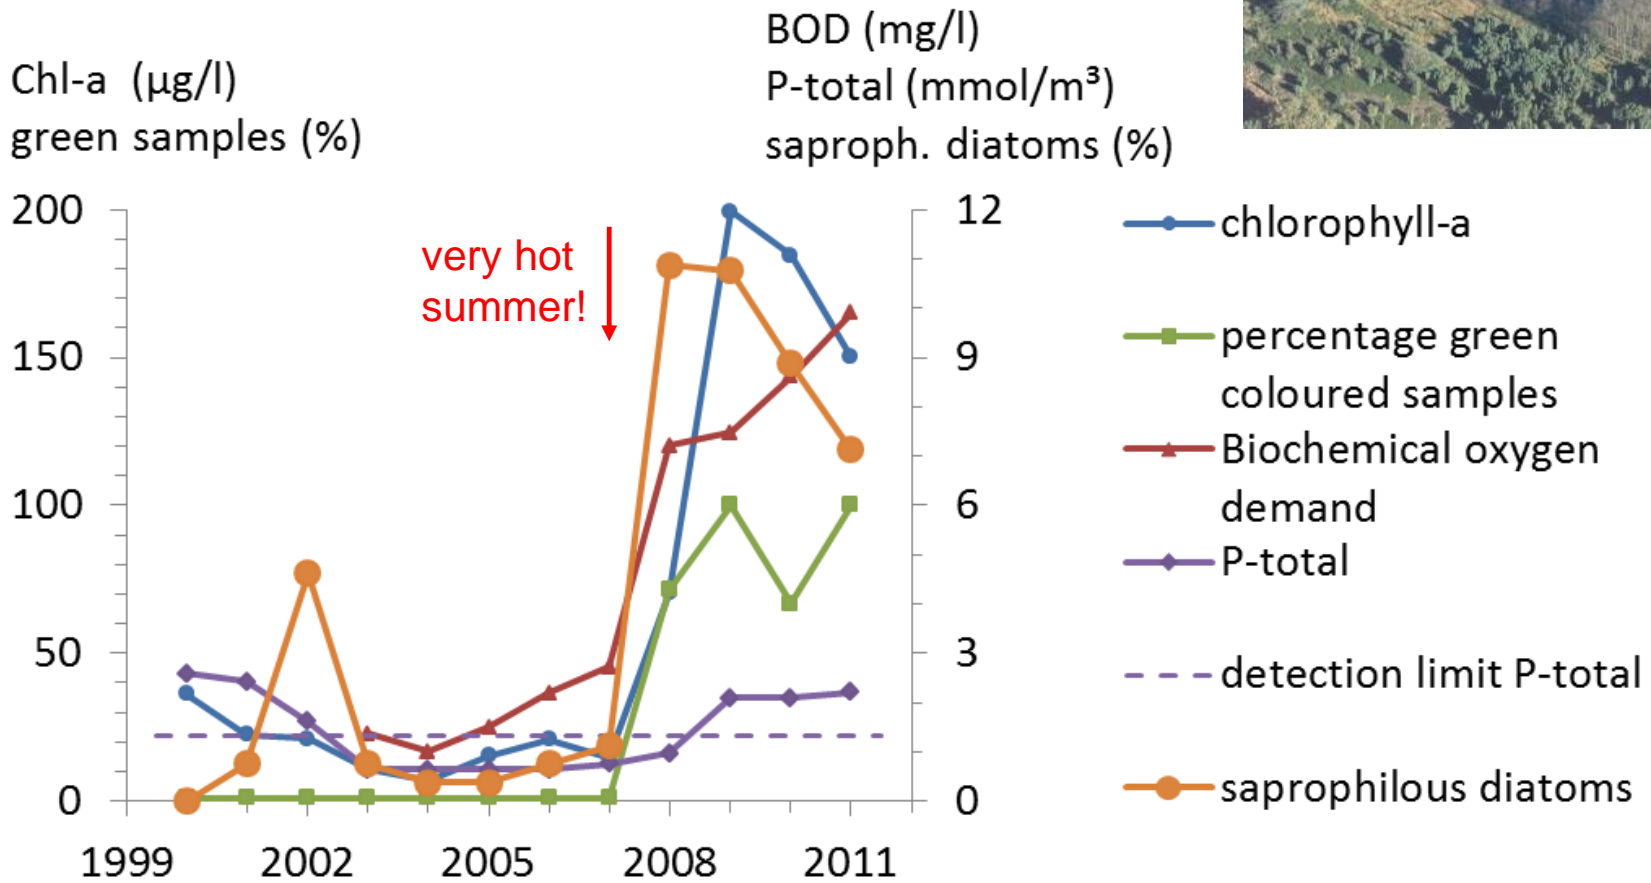 Chl-a (µg/l)
green samples (%)
BOD (mg/l)
P-total (mmol/m³)
saproph. diatoms (%)
200
150
100
50
0
very hot
summer!
12
9
6
3
0
1999
2002
2005
2008
2011
chlorophyll-a
percentage green
coloured samples
Biochemical oxygen
demand
P-total
detection limit P-total
saprophilous diatoms